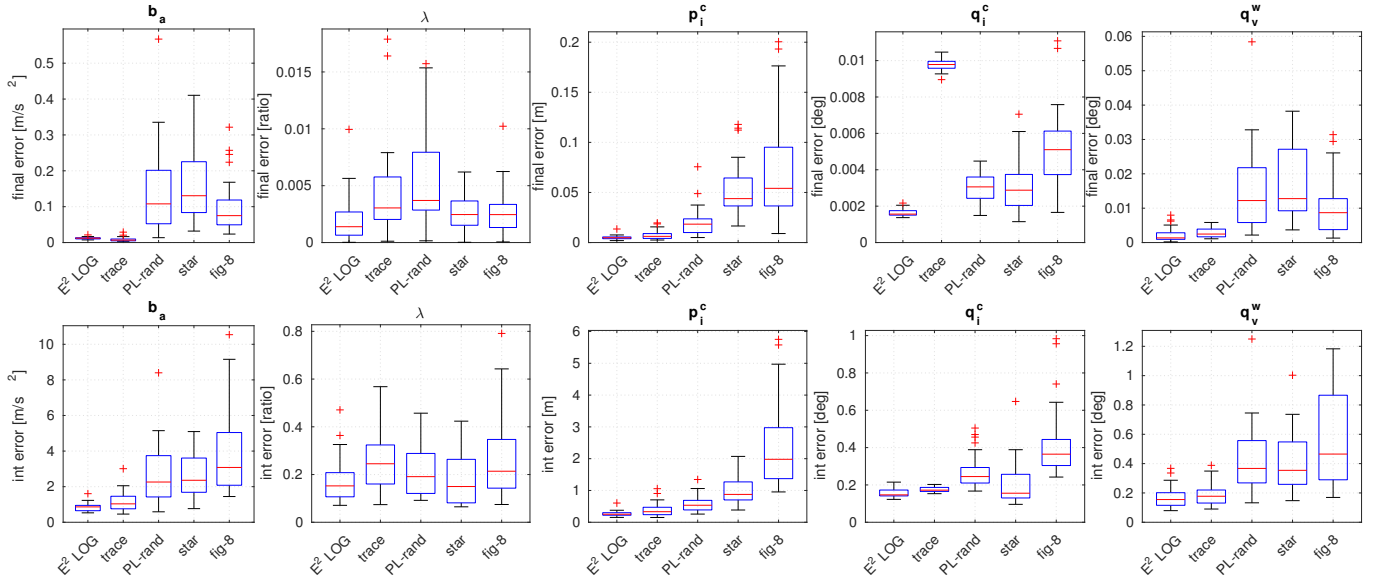 b_a
final error [m/s^2]
0.5
0.4
0.3
0.2
0.1
0
E² LOG
trace
PL-rand
star
fig-8
λ
final error [ratio]
0.015
0.01
0.005
0
E² LOG
trace
PL-rand
star
fig-8
p_i^c
final error [m]
0.2
0.15
0.1
0.05
0
E² LOG
trace
PL-rand
star
fig-8
q_i^c
final error [deg]
0.01
0.008
0.006
0.004
0.002
0
E² LOG
trace
PL-rand
star
fig-8
q_v^w
final error [deg]
0.06
0.05
0.04
0.03
0.02
0.01
0
E² LOG
trace
PL-rand
star
fig-8
b_a
int error [m/s^2]
10
8
6
4
2
0
E² LOG
trace
PL-rand
star
fig-8
λ
int error [ratio]
0.8
0.6
0.4
0.2
0
E² LOG
trace
PL-rand
star
fig-8
p_i^c
int error [m]
6
5
4
3
2
1
0
E² LOG
trace
PL-rand
star
fig-8
q_i^c
int error [deg]
1
0.8
0.6
0.4
0.2
0
E² LOG
trace
PL-rand
star
fig-8
q_v^w
int error [deg]
1.2
1
0.8
0.6
0.4
0.2
0
E² LOG
trace
PL-rand
star
fig-8